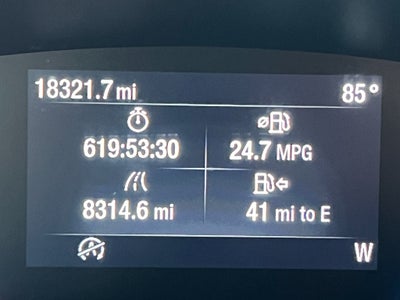 18321.7 mi 85°
619:53:30 24.7 MPG
8314.6 mi 41 mi to E
W